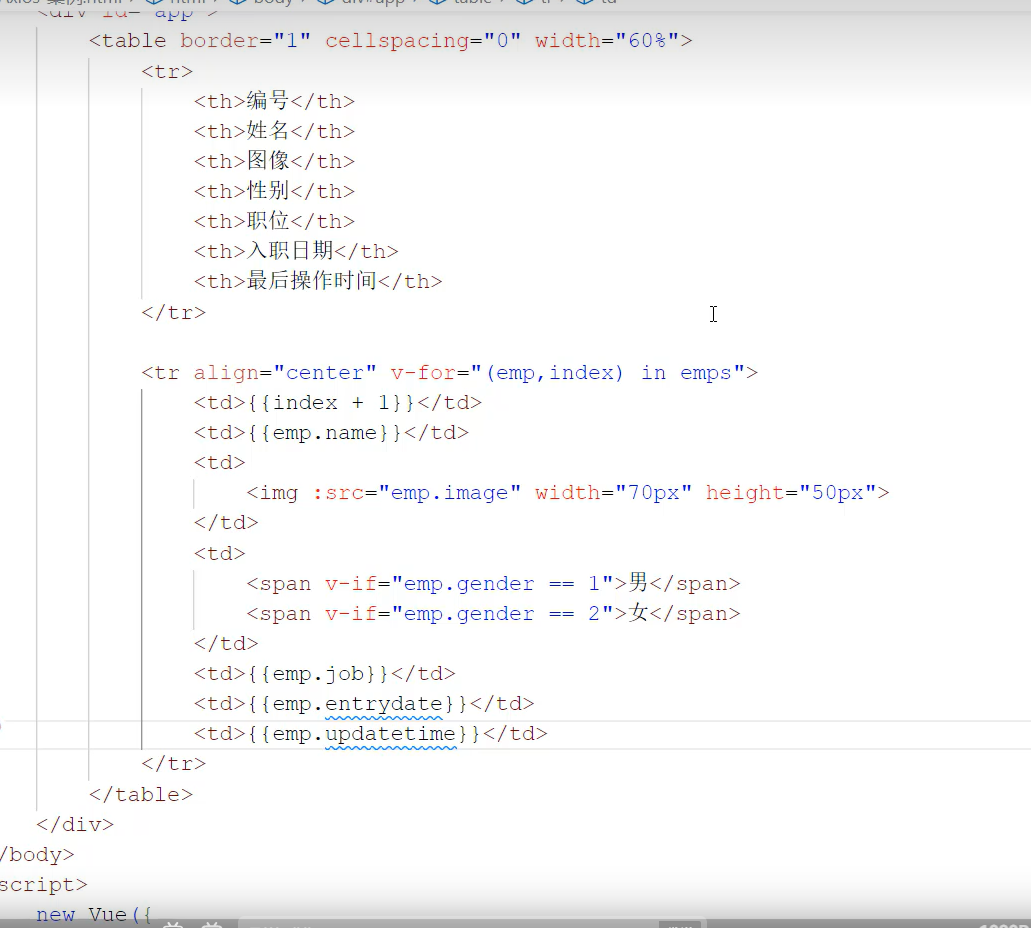 <div id="app">
<table border="1" cellspacing="0" width="60%">
<tr>
<th>编号</th>
<th>姓名</th>
<th>图像</th>
<th>性别</th>
<th>职位</th>
<th>入职日期</th>
<th>最后操作时间</th>
</tr>
<tr align="center" v-for="(emp,index) in emps">
<td>{{index + 1}}</td>
<td>{{emp.name}}</td>
<td>
<img :src="emp.image" width="70px" height="50px">
</td>
<td>
<span v-if="emp.gender == 1">男</span>
<span v-if="emp.gender == 2">女</span>
</td>
<td>{{emp.job}}</td>
<td>{{emp.entrydate}}</td>
<td>{{emp.updatetime}}</td>
</tr>
</table>
</div>
/body>
script>
new Vue({